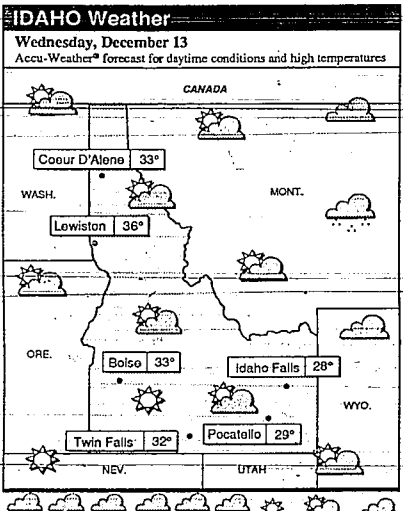 IDAHO Weather
Wednesday, December 13
Accu-Weather® forecast for daytime conditions and high temperatures
CANADA
Coeur D'Alene 33°
WASH.
MONT.
Lewiston 36°
ORE.
Boise 33°
Idaho Falls 28°
WYO.
Twin Falls 32°
Pocatello 29°
NEV.
UTAH